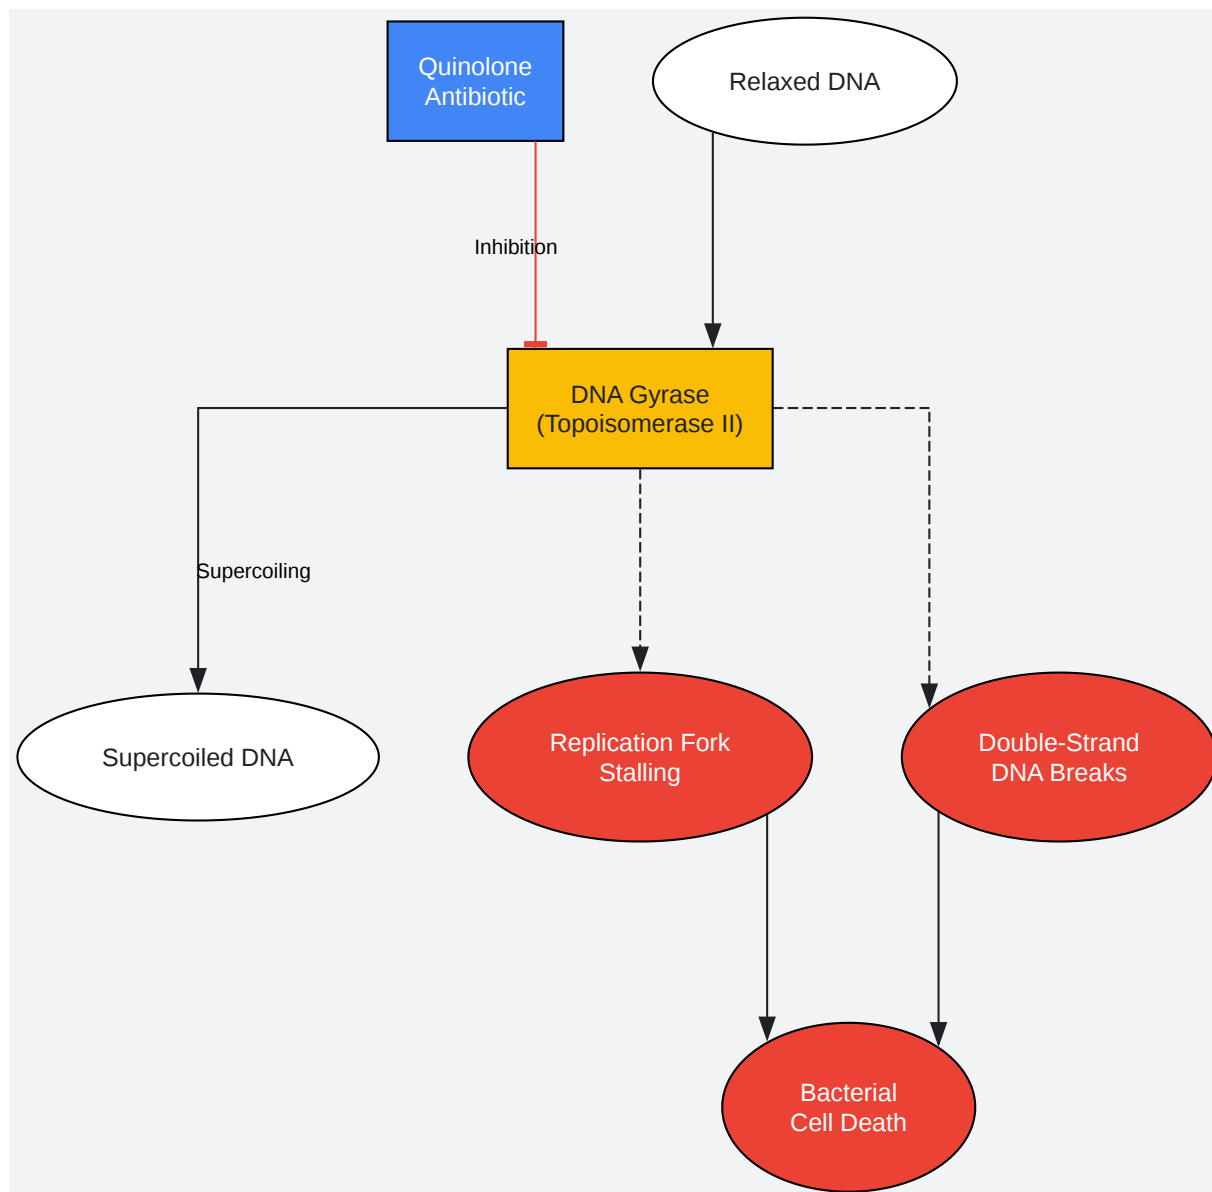 Quinolone
Antibiotic
Relaxed DNA
Inhibition
DNA Gyrase
(Topoisomerase II)
Supercoiling
Supercoiled DNA
Replication Fork
Stalling
Double-Strand
DNA Breaks
Bacterial
Cell Death